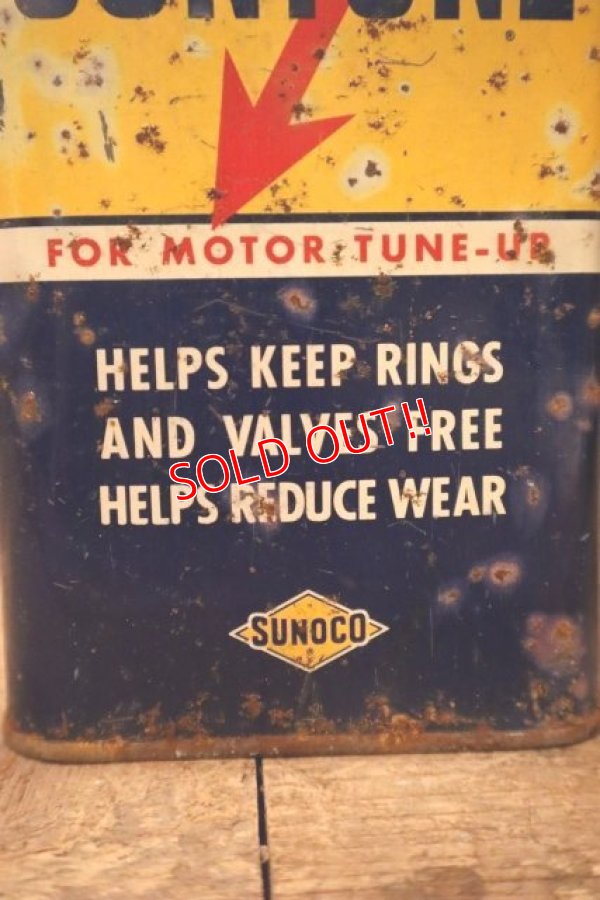 FOR MOTOR TUNE-UP
HELPS KEEP RINGS
AND VALVES FREE
HELPS REDUCE WEAR
SOLD OUT!!
SUNOCO